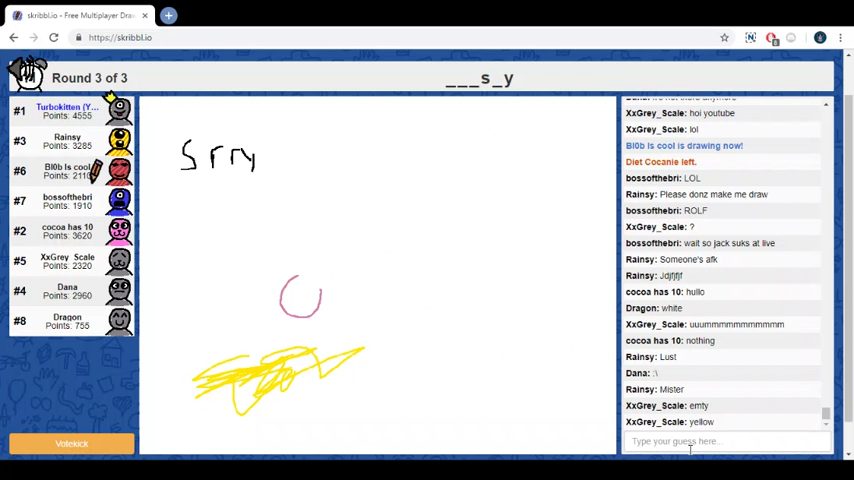 skribbl.io - Free Multiplayer Dra
https://skribbl.io
6
Round 3 of 3
___s_y
#1
Turbokitten (Y...
Points: 4555
#3
Rainsy
Points: 3285
#6
Bl0b Is cool
Points: 2110
#7
bossofthebri
Points: 1910
#2
cocoa has 10
Points: 3620
#5
XxGrey_Scale
Points: 2320
#4
Dana
Points: 2960
#8
Dragon
Points: 755
Votekick
srry
XxGrey_Scale: hoi youtube
XxGrey_Scale: lol
Bl0b Is cool is drawing now!
Diet Cocanie left.
bossofthebri: LOL
Rainsy: Please donz make me draw
bossofthebri: ROLF
XxGrey_Scale: ?
bossofthebri: wait so jack suks at live
Rainsy: Someone's afk
Rainsy: Jdjfjfjf
cocoa has 10: hullo
Dragon: white
XxGrey_Scale: uuummmmmmmmmmm
cocoa has 10: nothing
Rainsy: Lust
Dana: :\
Rainsy: Mister
XxGrey_Scale: emty
XxGrey_Scale: yellow
Type your guess here...